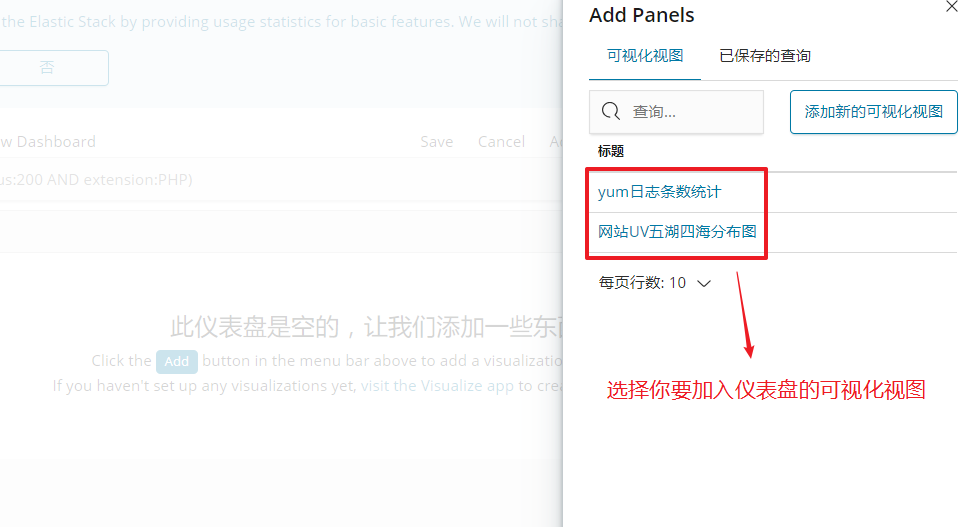 the Elastic Stack by providing usage statistics for basic features. We will not sha
否
w Dashboard
Save Cancel
us:200 AND extension:PHP)
此仪表盘是空的，让我们添加一些东
Click the Add button in the menu bar above to add a visualizatio
If you haven't set up any visualizations yet, visit the Visualize app to crea
Add Panels
可视化视图 已保存的查询
查询...
添加新的可视化视图
标题
yum日志条数统计
网站UV五湖四海分布图
每页行数: 10
选择你要加入仪表盘的可视化视图